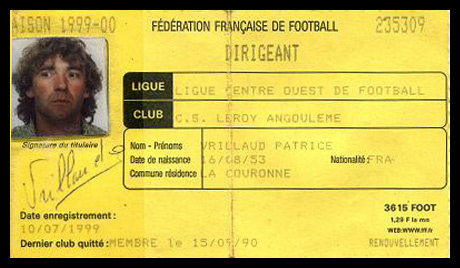 SAISON 1999-00 FÉDÉRATION FRANÇAISE DE FOOTBALL 235309
DIRIGEANT
LIGUE LIGUE CENTRE OUEST DE FOOTBALL
CLUB C.S. LEROY ANGOULEME
Signature du titulaire
Vrillaud
Nom - Prénoms VRILLAUD PATRICE
Date de naissance 16/08/53 Nationalité: FRA
Commune résidence LA COURONNE
Date enregistrement :
10/07/1999
Dernier club quitté: MEMBRE le 15/09/90
3615 FOOT
1,29 F la mn
WEB:WWW.fff.fr
RENOUVELLEMENT